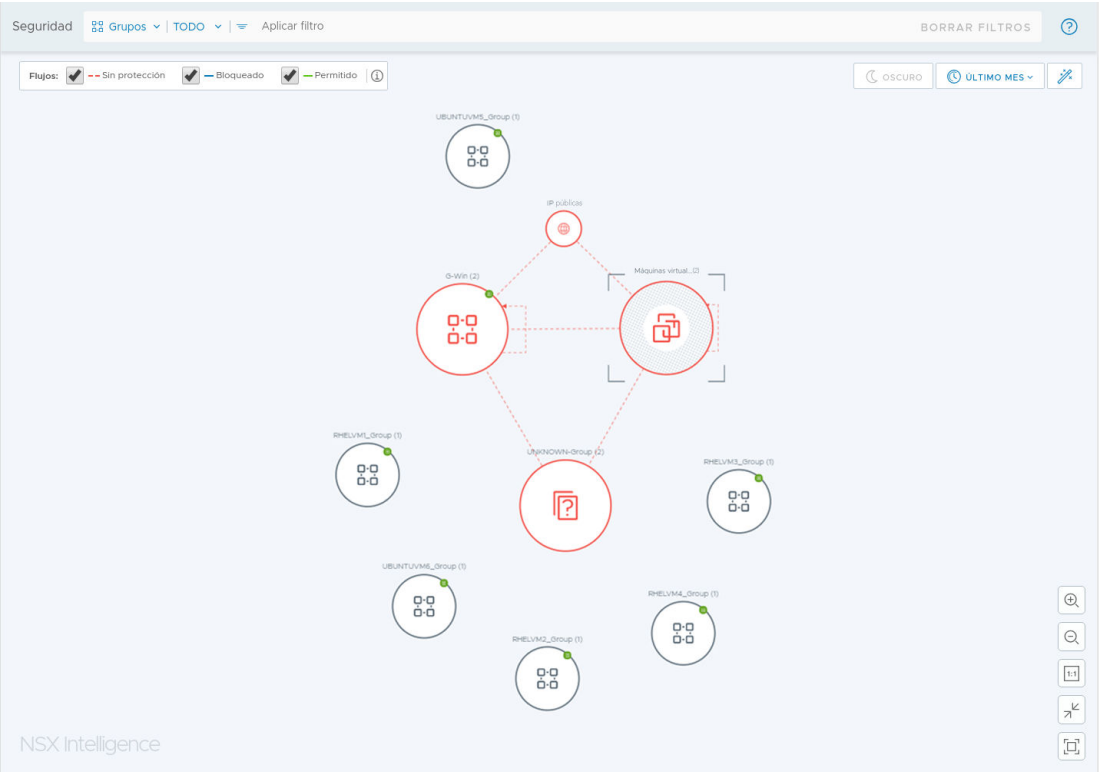 Seguridad Grupos TODO Aplicar filtro BORRAR FILTROS
Flujos: Sin protección Bloqueado Permitido
OSCURO ÚLTIMO MES
UBUNTUVM5_Group (1)
IP públicas
G-Win (2)
Máquinas virtual...(2)
RHELVM1_Group (1)
UNKNOWN-Group (2)
RHELVM3_Group (1)
UBUNTUVM6_Group (1)
RHELVM4_Group (1)
RHELVM2_Group (1)
1:1
NSX Intelligence